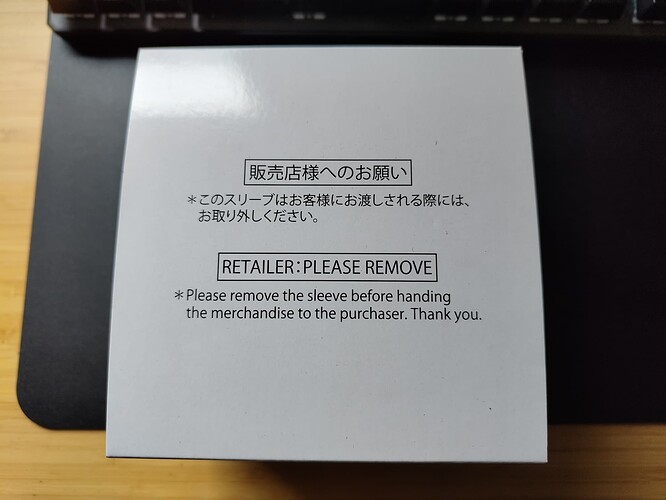 販売店様へのお願い
＊このスリーブはお客様にお渡しされる際には、
お取り外しください。
RETAILER:PLEASE REMOVE
＊Please remove the sleeve before handing
the merchandise to the purchaser. Thank you.